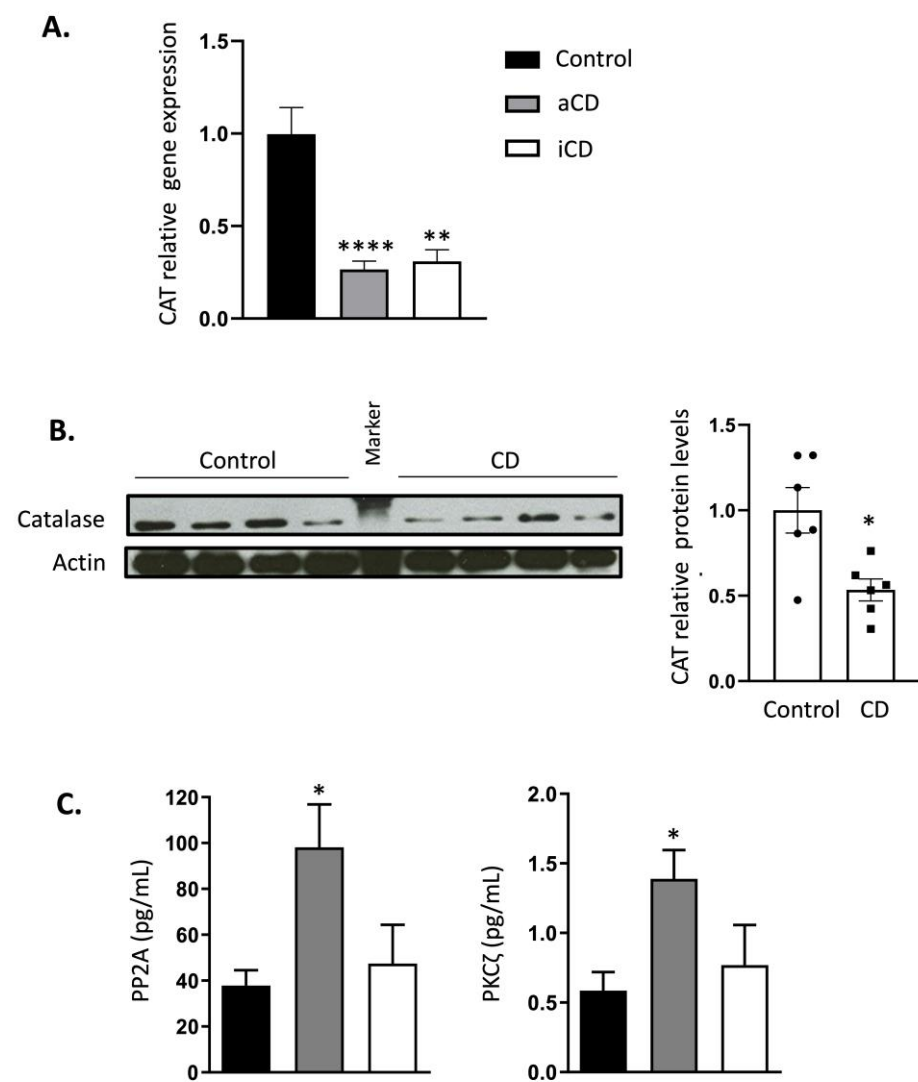 A.
CAT relative gene expression
1.5
1.0
0.5
0.0
****
**
Control
aCD
iCD
B.
Control
Marker
CD
Catalase
Actin
CAT relative protein levels
1.5
1.0
0.5
0.0
*
Control CD
C.
PP2A (pg/mL)
120
100
80
60
40
20
0
*
PKCζ (pg/mL)
2.0
1.5
1.0
0.5
0.0
*